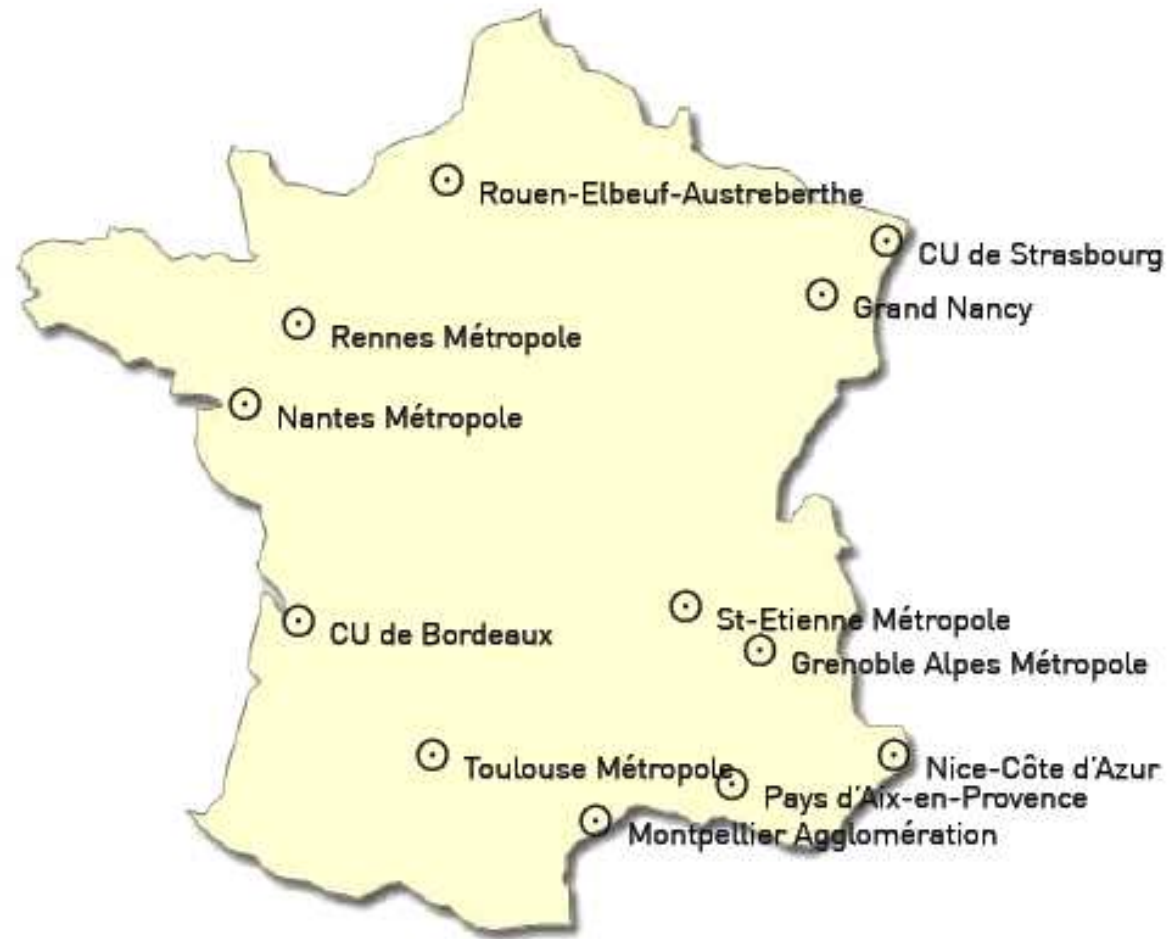 Rouen-Elbeuf-Austreberthe
CU de Strasbourg
Grand Nancy
Rennes Métropole
Nantes Métropole
St-Etienne Métropole
CU de Bordeaux
Grenoble Alpes Métropole
Toulouse Métropole
Nice-Côte d'Azur
Pays d'Aix-en-Provence
Montpellier Agglomération